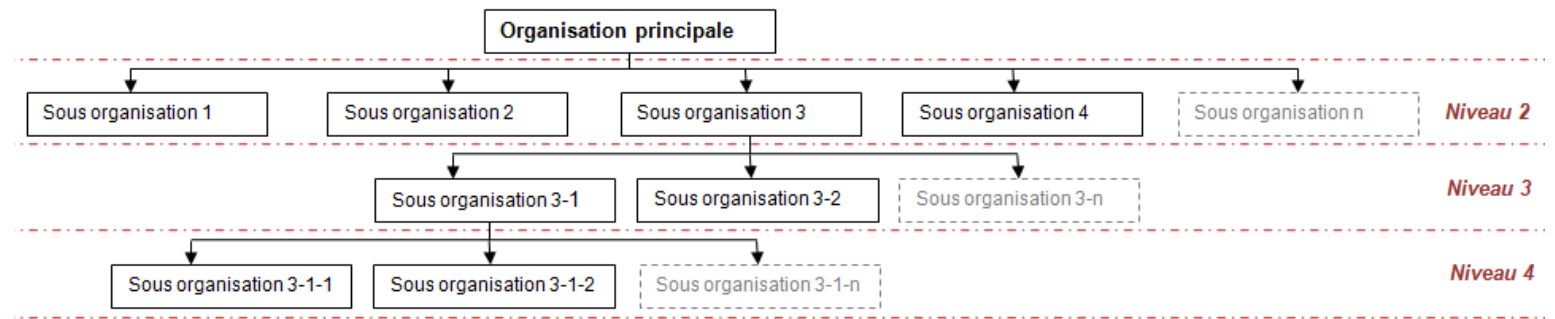 Organisation principale
Sous organisation 1
Sous organisation 2
Sous organisation 3
Sous organisation 4
Sous organisation n
Niveau 2
Sous organisation 3-1
Sous organisation 3-2
Sous organisation 3-n
Niveau 3
Sous organisation 3-1-1
Sous organisation 3-1-2
Sous organisation 3-1-n
Niveau 4